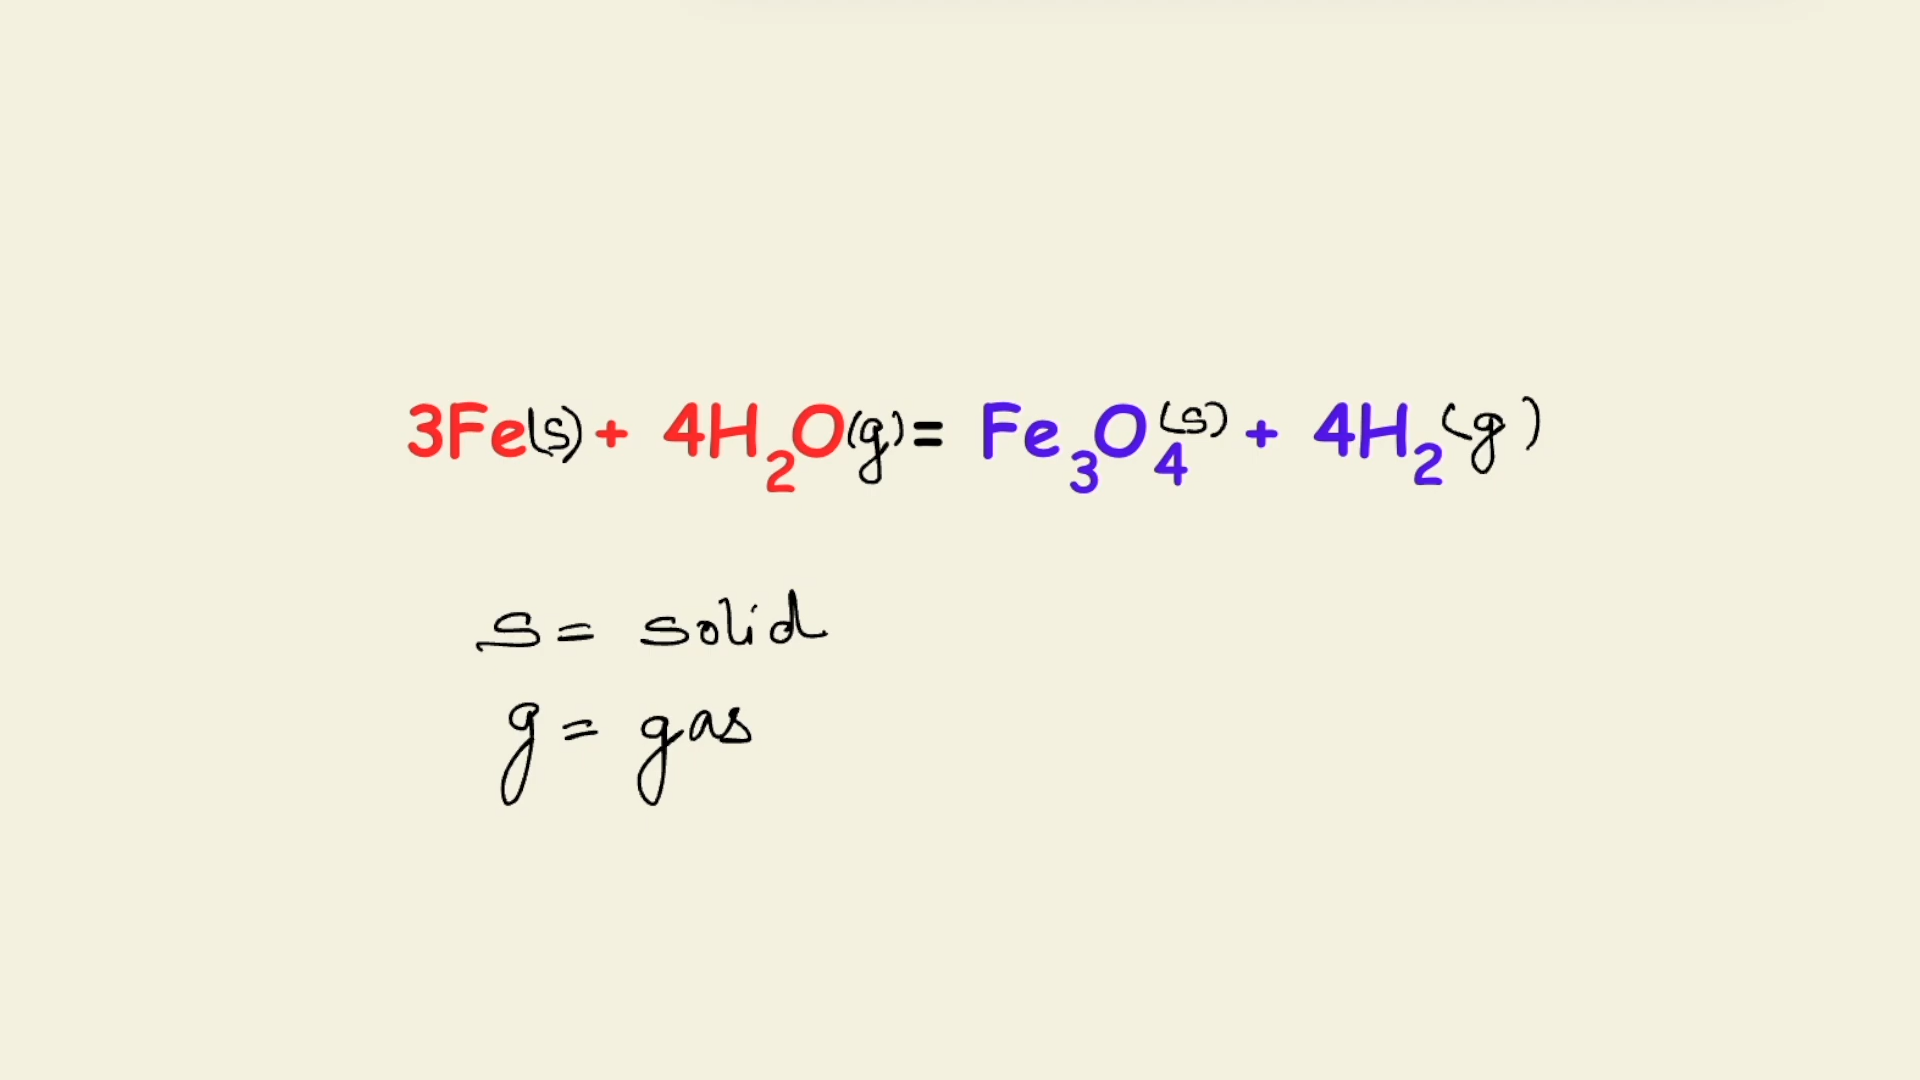 3Fe(s) + 4H₂O(g) = Fe₃O₄(s) + 4H₂(g)
s = solid
g = gas